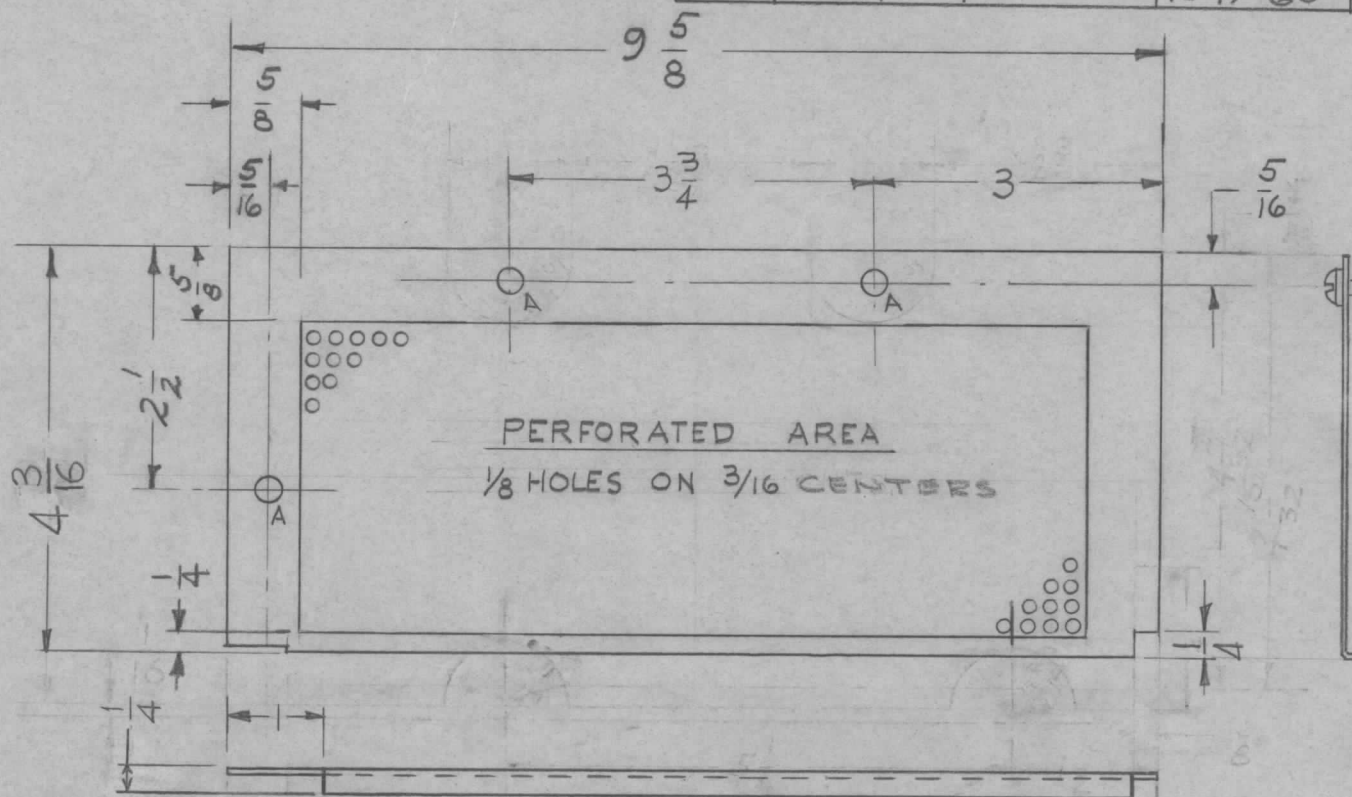 9 5/8
5/8
5/16
3 3/4
3
5/16
5/8
A
A
2 1/2
4 3/16
PERFORATED AREA
1/8 HOLES ON 3/16 CENTERS
A
1/4
1/4
1/4
1